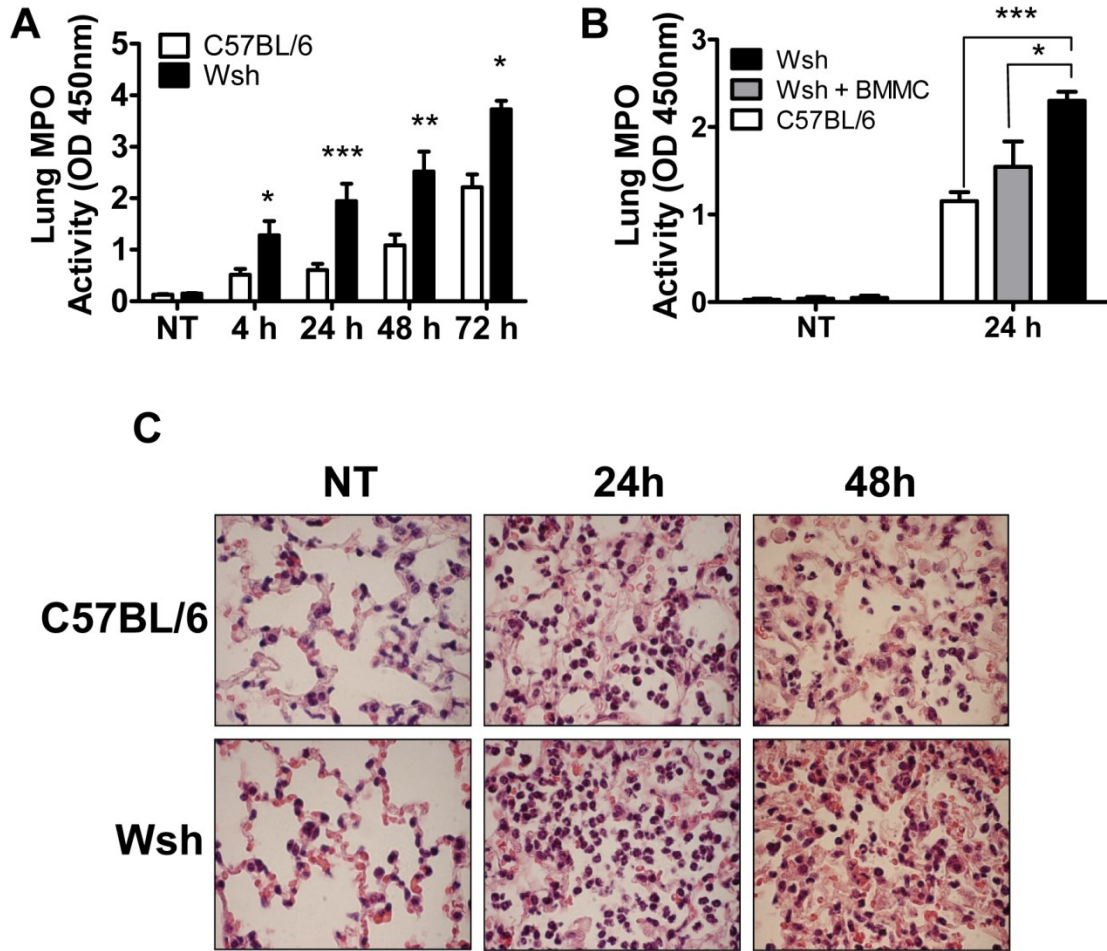 A
C57BL/6
Wsh
Lung MPO
Activity (OD 450nm)
5
4
3
2
1
0
*
***
**
*
NT 4 h 24 h 48 h 72 h
B
Wsh
Wsh + BMMC
C57BL/6
Lung MPO
Activity (OD 450nm)
3
2
1
0
***
*
NT 24 h
C
NT 24h 48h
C57BL/6
Wsh